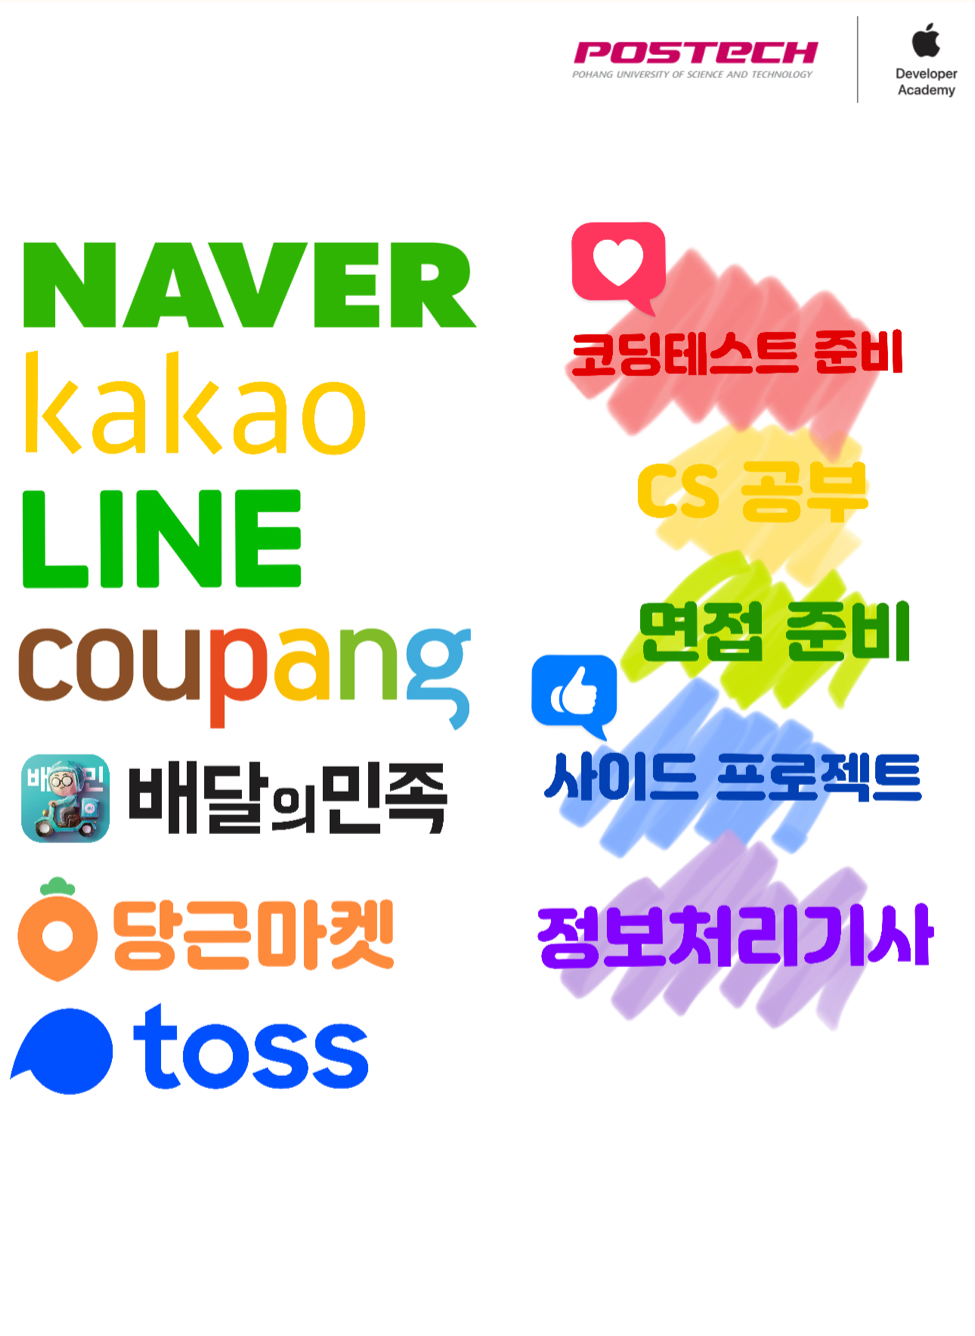 POSTECH
POHANG UNIVERSITY OF SCIENCE AND TECHNOLOGY
Developer
Academy
NAVER
kakao
LINE
coupang
배민
배달의민족
당근마켓
toss
코딩테스트 준비
CS 공부
면접 준비
사이드 프로젝트
정보처리기사